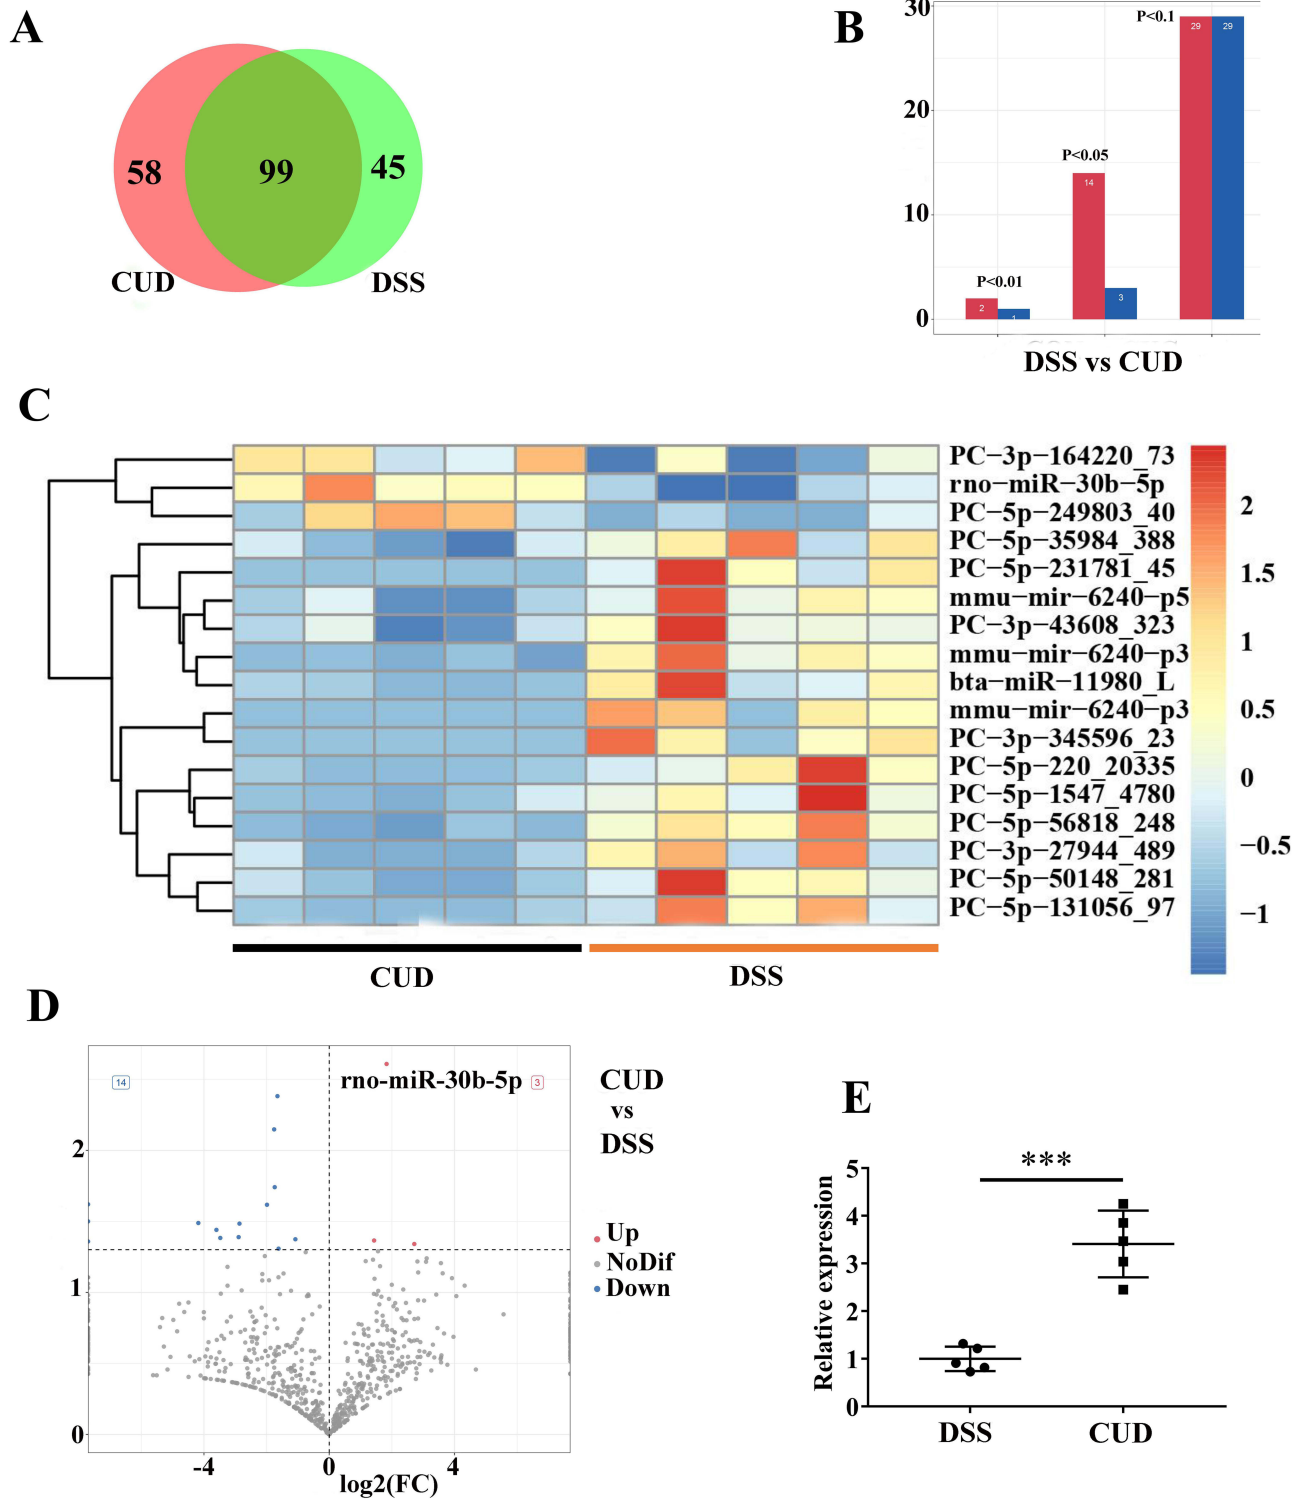 A
58
99
45
CUD
DSS
B
30
20
10
0
P<0.01
P<0.05
P<0.1
2
1
14
3
29
29
DSS vs CUD
C
PC−3p−164220_73
rno−miR−30b−5p
PC−5p−249803_40
PC−5p−35984_388
PC−5p−231781_45
mmu−mir−6240−p5
PC−3p−43608_323
mmu−mir−6240−p3
bta−miR−11980_L
mmu−mir−6240−p3
PC−3p−345596_23
PC−5p−220_20335
PC−5p−1547_4780
PC−5p−56818_248
PC−3p−27944_489
PC−5p−50148_281
PC−5p−131056_97
2
1.5
1
0.5
0
−0.5
−1
CUD
DSS
D
14
rno-miR-30b-5p
3
2
1
0
-4
0
4
log2(FC)
CUD
vs
DSS
Up
NoDif
Down
E
Relative expression
5
4
3
2
1
0
***
DSS
CUD